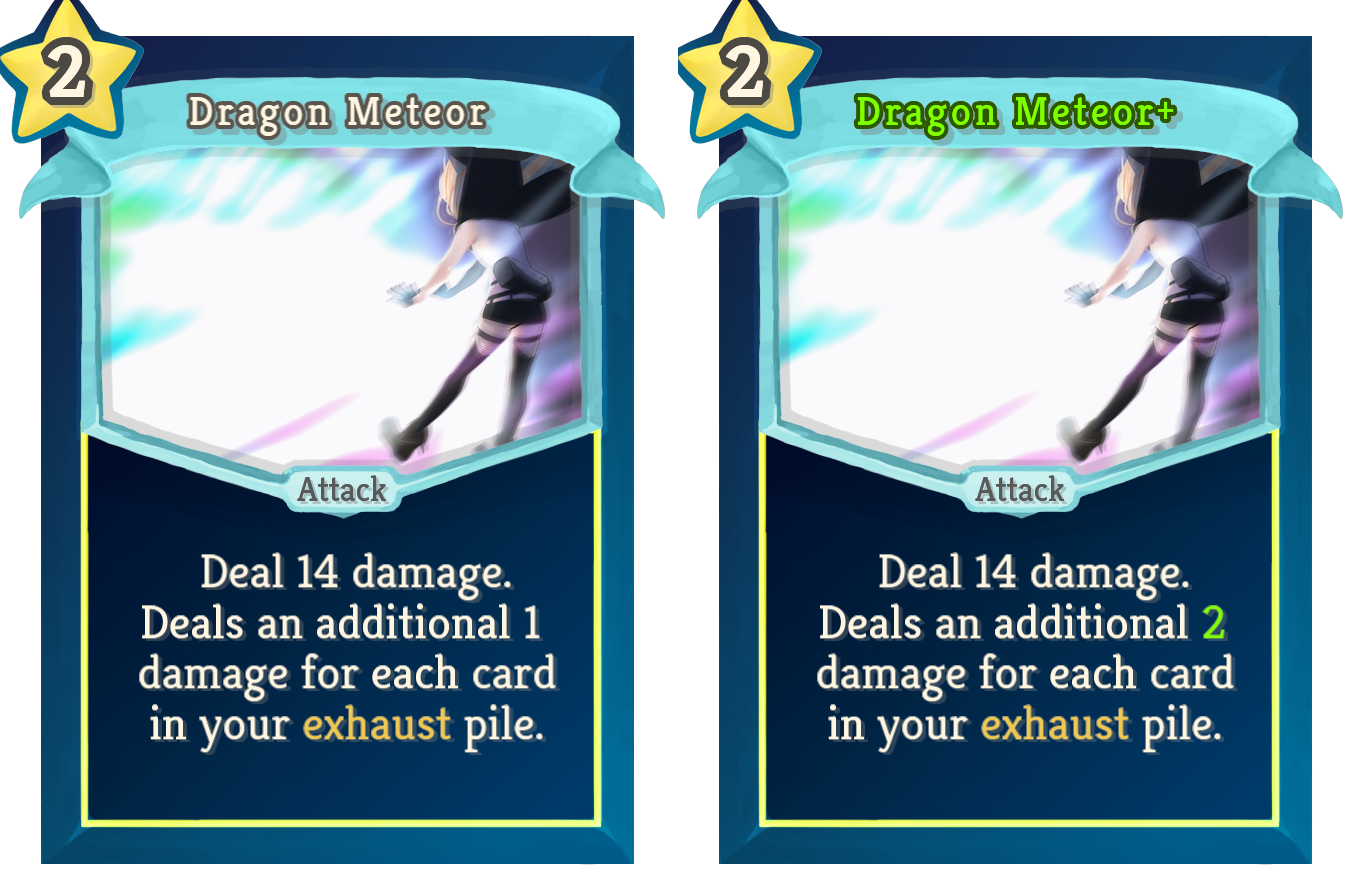 2
Dragon Meteor
Attack
Deal 14 damage.
Deals an additional 1
damage for each card
in your exhaust pile.
2
Dragon Meteor+
Attack
Deal 14 damage.
Deals an additional 2
damage for each card
in your exhaust pile.